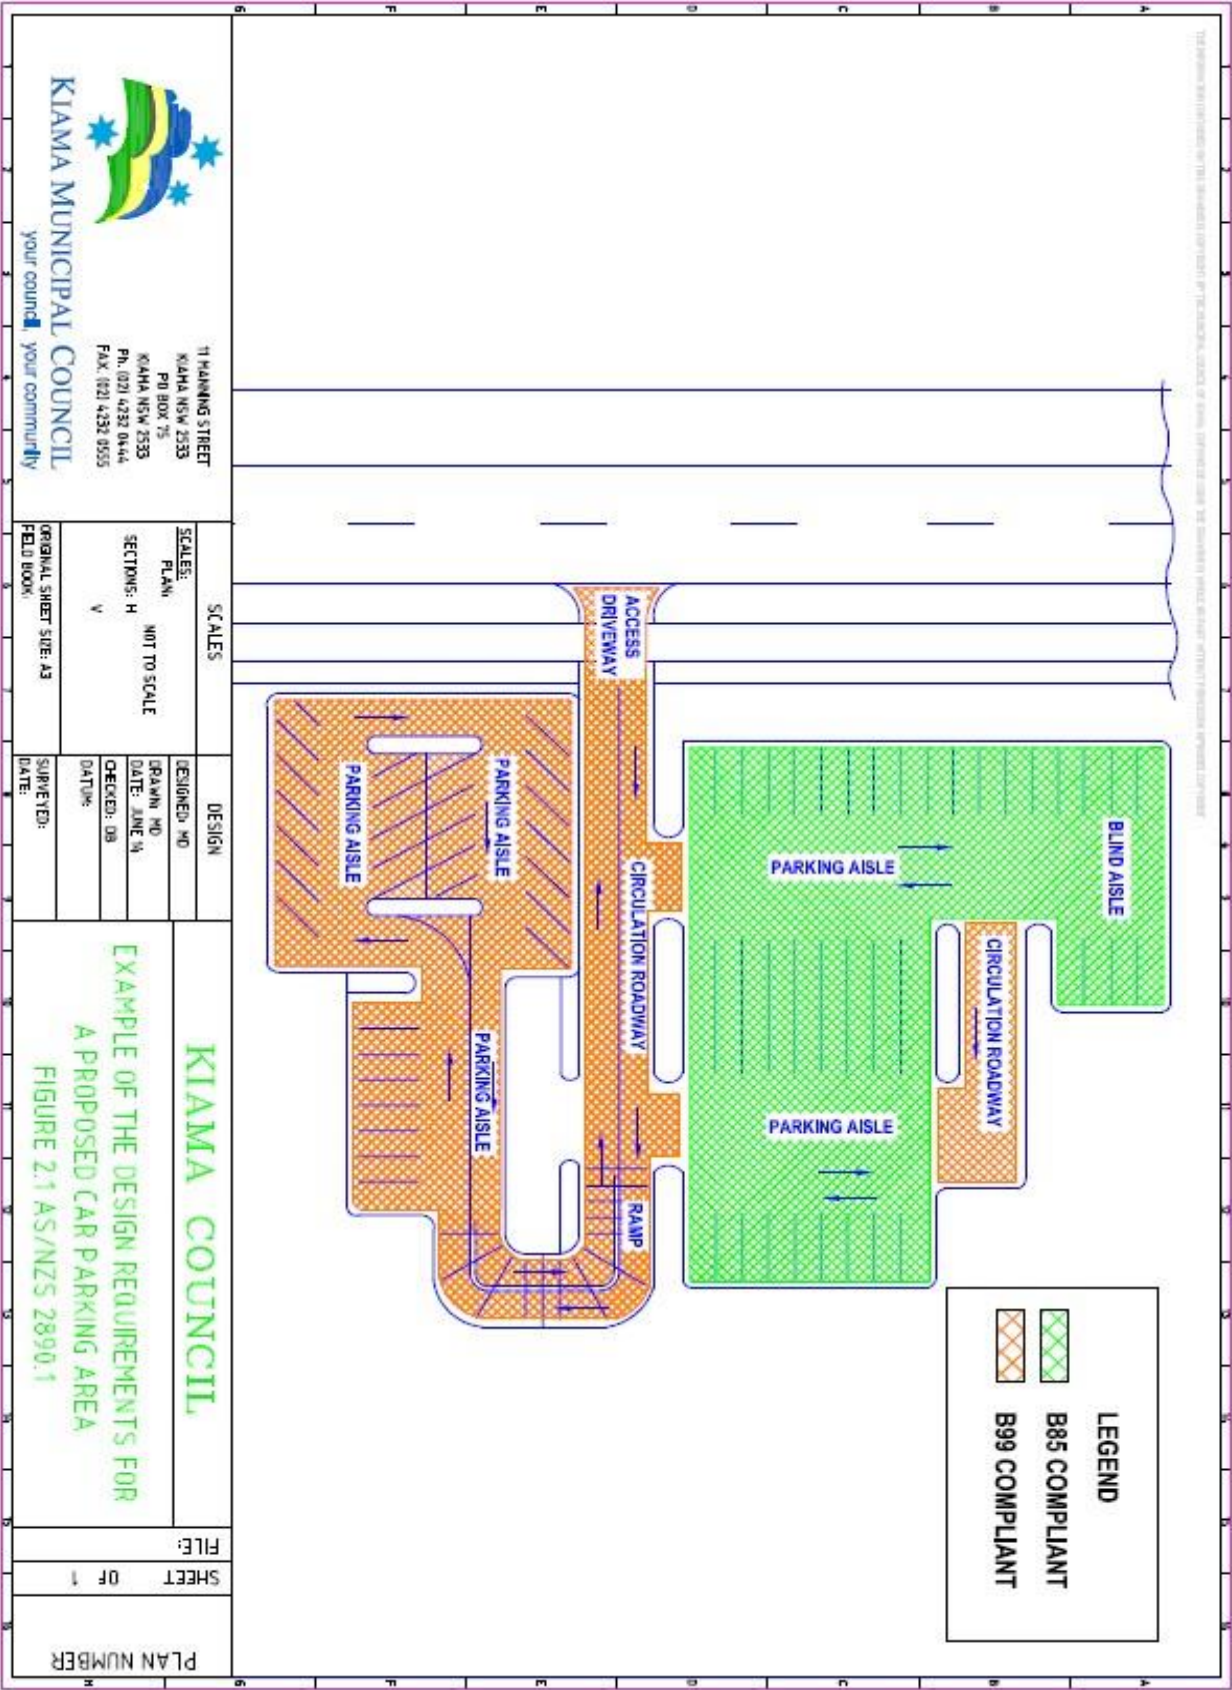 LEGEND
B85 COMPLIANT
B99 COMPLIANT
BLIND AISLE
PARKING AISLE
CIRCULATION ROADWAY
PARKING AISLE
ACCESS
DRIVEWAY
CIRCULATION ROADWAY
RAMP
PARKING AISLE
PARKING AISLE
PARKING AISLE
KIAMA MUNICIPAL COUNCIL
your council, your community
11 MANNING STREET
KIAMA NSW 2533
PO BOX 75
KIAMA NSW 2533
Ph. (02) 4232 0444
FAX. (02) 4232 0555
SCALES
SCALES:
PLAN:
NOT TO SCALE
SECTIONS: H
V
ORIGINAL SHEET SIZE: A3
FIELD BOOK:
DESIGN
DESIGNED: MD
DRAWN: MD
DATE: JUNE 14
CHECKED: DB
DATUM:
SURVEYED:
DATE:
KIAMA COUNCIL
EXAMPLE OF THE DESIGN REQUIREMENTS FOR
A PROPOSED CAR PARKING AREA
FIGURE 2.1 AS/NZS 2890.1
FILE:
SHEET
OF 1
PLAN NUMBER